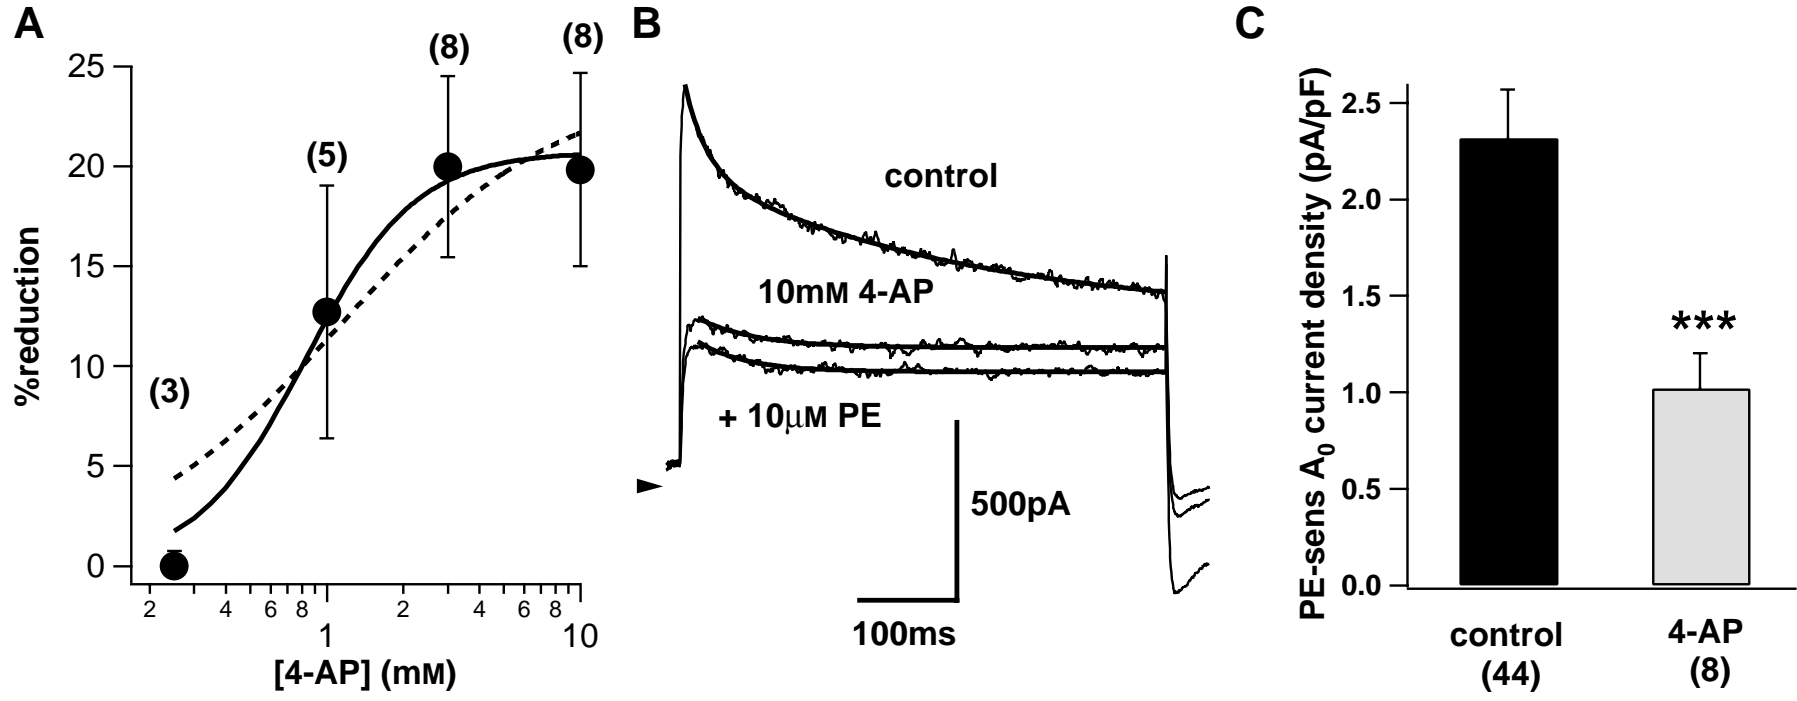 A
(8)
(8)
25
20
(5)
15
10
(3)
5
0
%reduction
2
4
6
8
2
4
6
8
1
10
[4-AP] (mM)
B
control
10mM 4-AP
+ 10μM PE
500pA
100ms
C
PE-sens A0 current density (pA/pF)
2.5
2.0
1.5
***
1.0
0.5
0.0
control
(44)
4-AP
(8)